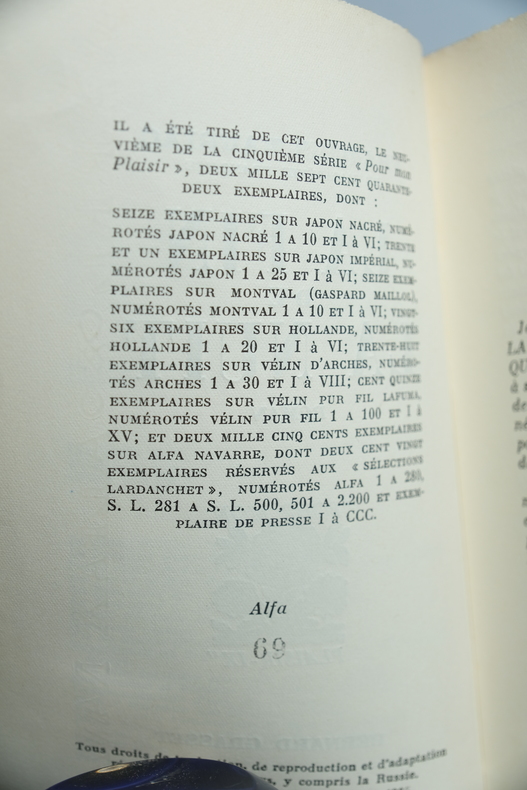 IL A ÉTÉ TIRÉ DE CET OUVRAGE, LE NEU-
VIÈME DE LA CINQUIÈME SÉRIE « Pour mon
Plaisir », DEUX MILLE SEPT CENT QUARANTE-
DEUX EXEMPLAIRES, DONT :
SEIZE EXEMPLAIRES SUR JAPON NACRÉ, NUMÉ-
ROTÉS JAPON NACRÉ 1 A 10 ET I à VI; TRENTE
ET UN EXEMPLAIRES SUR JAPON IMPÉRIAL, NU-
MÉROTÉS JAPON 1 A 25 ET I à VI; SEIZE EXEM-
PLAIRES SUR MONTVAL (GASPARD MAILLOL),
NUMÉROTÉS MONTVAL 1 A 10 ET I à VI; VINGT-
SIX EXEMPLAIRES SUR HOLLANDE, NUMÉROTÉS
HOLLANDE 1 A 20 ET I à VI; TRENTE-HUIT
EXEMPLAIRES SUR VÉLIN D'ARCHES, NUMÉRO-
TÉS ARCHES 1 A 30 ET I à VIII; CENT QUINZE
EXEMPLAIRES SUR VÉLIN PUR FIL LAFUMA,
NUMÉROTÉS VÉLIN PUR FIL 1 A 100 ET I à
XV; ET DEUX MILLE CINQ CENTS EXEMPLAIRES
SUR ALFA NAVARRE, DONT DEUX CENT VINGT
EXEMPLAIRES RÉSERVÉS AUX « SÉLECTIONS
LARDANCHET », NUMÉROTÉS ALFA 1 A 280,
S. L. 281 A S. L. 500, 501 A 2.200 ET EXEM-
PLAIRE DE PRESSE I à CCC.
Alfa
69
Tous droits de de reproduction et d'adaptation
y compris la Russie.